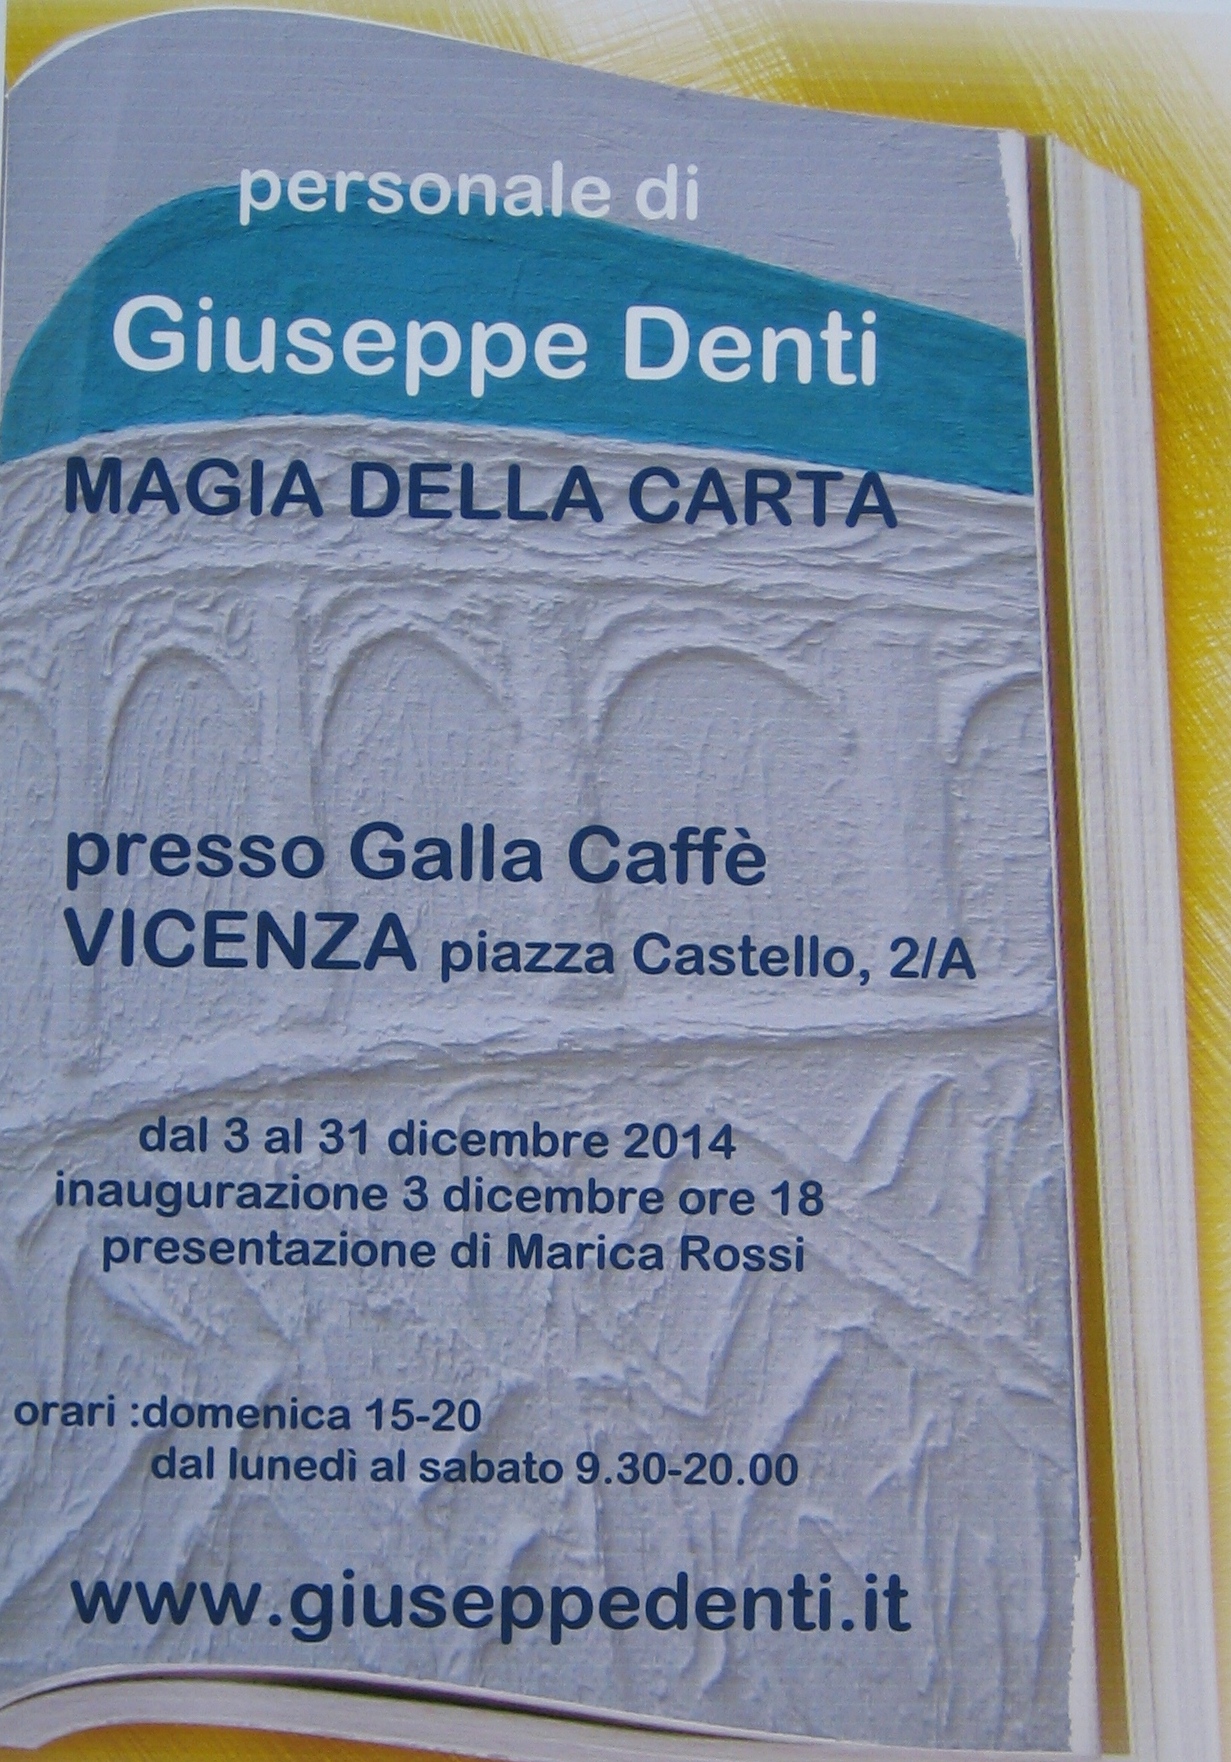 personale di
Giuseppe Denti
MAGIA DELLA CARTA
presso Galla Caffè
VICENZA piazza Castello, 2/A
dal 3 al 31 dicembre 2014
inaugurazione 3 dicembre ore 18
presentazione di Marica Rossi
orari :domenica 15-20
dal lunedì al sabato 9.30-20.00
www.giuseppedenti.it